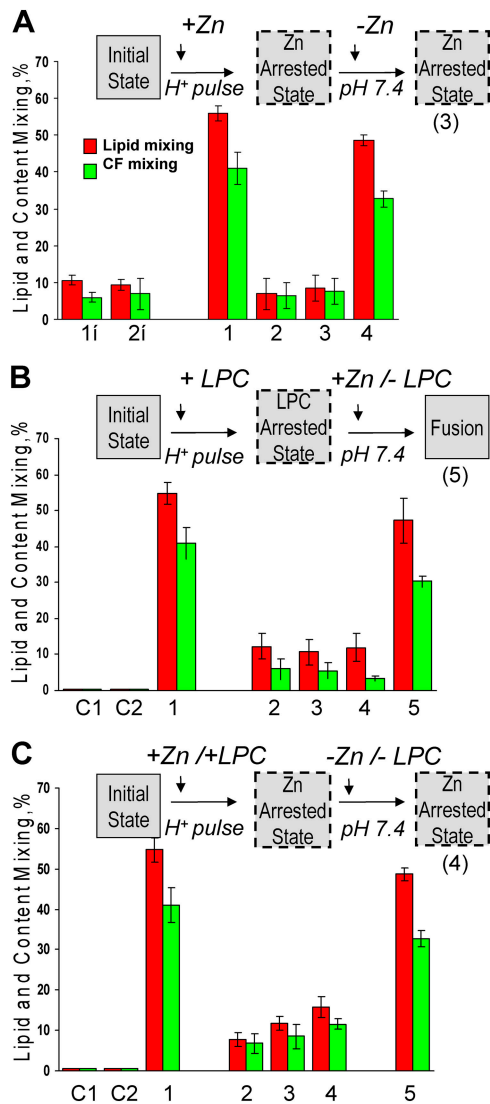 A
+Zn
-Zn
Initial
State
H+ pulse
Zn
Arrested
State
pH 7.4
Zn
Arrested
State
(3)
Lipid and Content Mixing,%
70
60
50
40
30
20
10
0
Lipid mixing
CF mixing
1í 2í 1 2 3 4
B
+ LPC
+Zn /- LPC
Initial
State
H+ pulse
LPC
Arrested
State
pH 7.4
Fusion
(5)
Lipid and Content Mixing,%
70
60
50
40
30
20
10
0
C1 C2 1 2 3 4 5
C
+Zn /+LPC
-Zn /- LPC
Initial
State
H+ pulse
Zn
Arrested
State
pH 7.4
Zn
Arrested
State
(4)
Lipid and Content Mixing,%
70
60
50
40
30
20
10
0
C1 C2 1 2 3 4 5